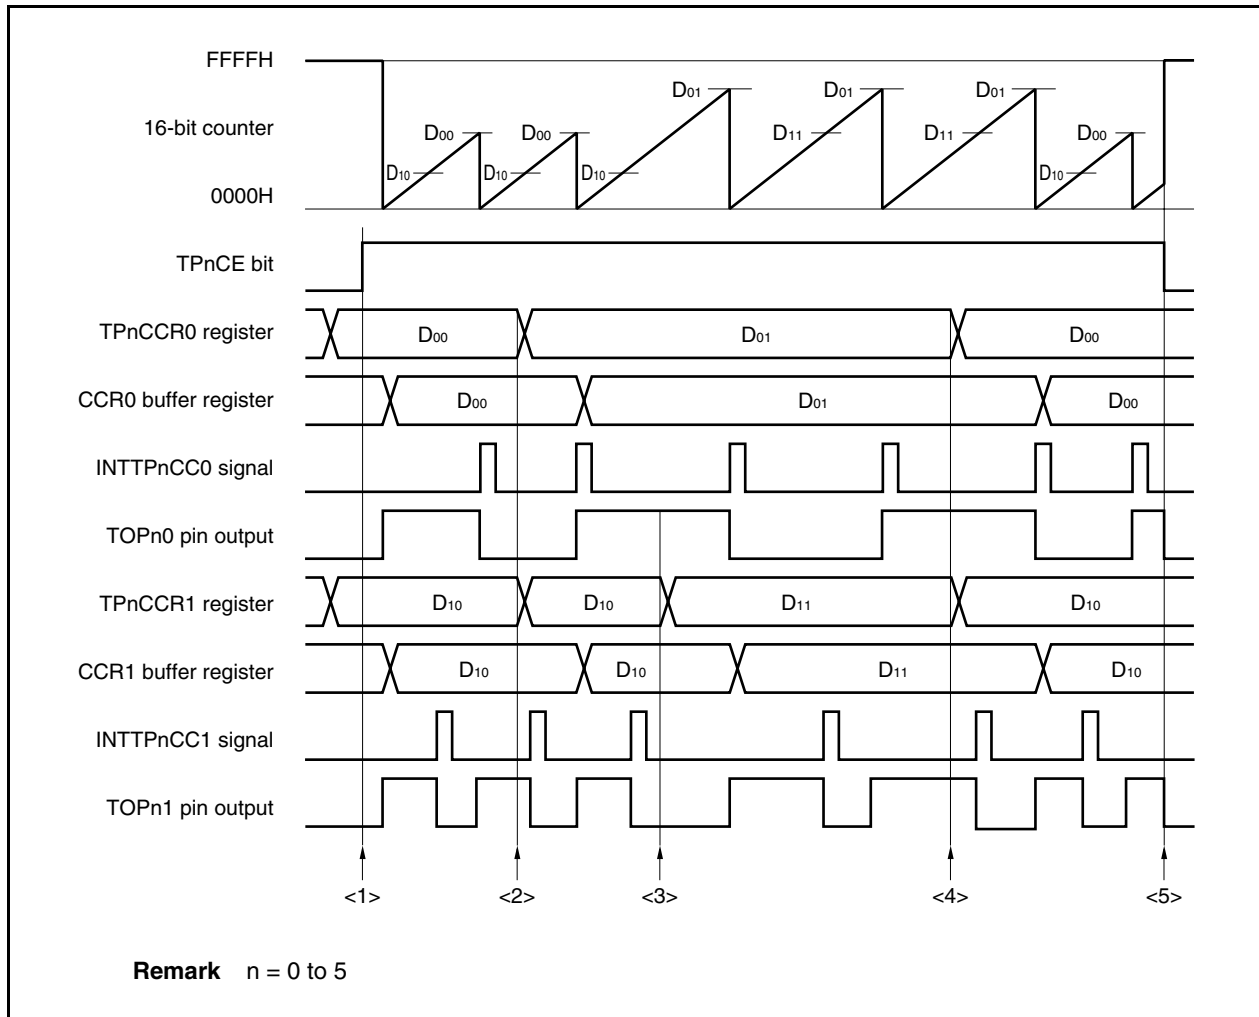 FFFFH
D01 D01 D01
16-bit counter
D00 D00 D11 D11 D00
D10 D10 D10 D10
0000H
TPnCE bit
TPnCCR0 register D00 D01 D00
CCR0 buffer register D00 D01 D00
INTTPnCC0 signal
TOPn0 pin output
TPnCCR1 register D10 D10 D11 D10
CCR1 buffer register D10 D10 D11 D10
INTTPnCC1 signal
TOPn1 pin output
<1> <2> <3> <4> <5>
Remark n = 0 to 5